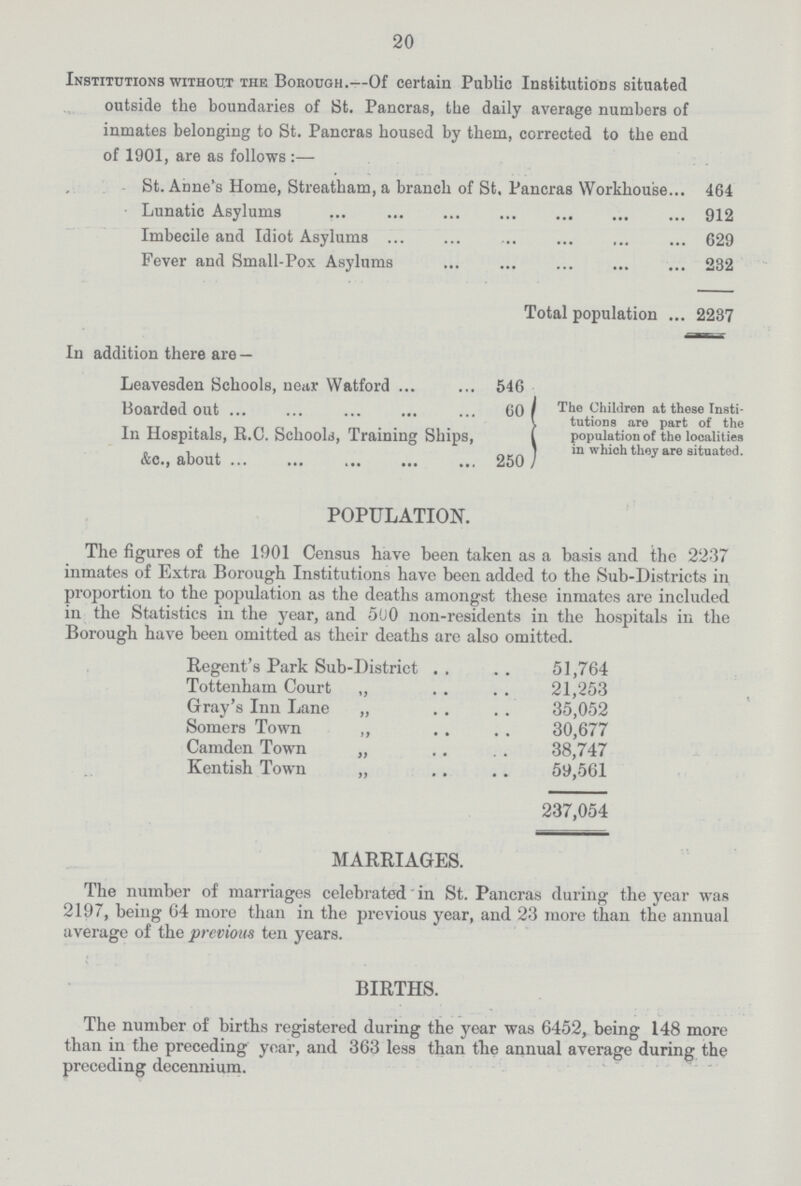 20
Institutions without the Borough.—Of certain Public Institutions situated
outside the boundaries of St. Pancras, the daily average numbers of
inmates belonging to St. Pancras housed by them, corrected to the end
of 1901, are as follows :—
St. Anne's Home, Streatham, a branch of St. Pancras Workhouse... 464
Lunatic Asylums ... ... ... ... ... ... ... 912
Imbecile and Idiot Asylums ... ... ... ... ... ... 629
Fever and Small-Pox Asylums ... ... ... ... ... 232
Total population ... 2237
In addition there are—
Leavesden Schools, near Watford ... ... 546
Boarded out ... ... ... ... ... 60
In Hospitals, R.C. Schools, Training Ships,
&c., about ... ... ... ... ... 250
The Children at these Insti-
tutions are part of the
population of the localities
in which they are situated.
POPULATION.
The figures of the 1901 Census have been taken as a basis and the 2237
inmates of Extra Borough Institutions have been added to the Sub-Districts in
proportion to the population as the deaths amongst these inmates are included
in the Statistics in the year, and 500 non-residents in the hospitals in the
Borough have been omitted as their deaths are also omitted.
Regent's Park Sub-District .. .. 51,764
Tottenham Court „ .. .. 21,253
Gray's Inn Lane „ .. .. 35,052
Somers Town „ .. .. 30,677
Camden Town „ .. .. 38,747
Kentish Town „ .. .. 59,561
237,054
MARRIAGES.
The number of marriages celebrated in St. Pancras during the year was
2197, being 64 more than in the previous year, and 23 more than the annual
average of the previous ten years.
BIRTHS.
The number of births registered during the year was 6452, being 148 more
than in the preceding year, and 363 less than the annual average during the
preceding decennium.